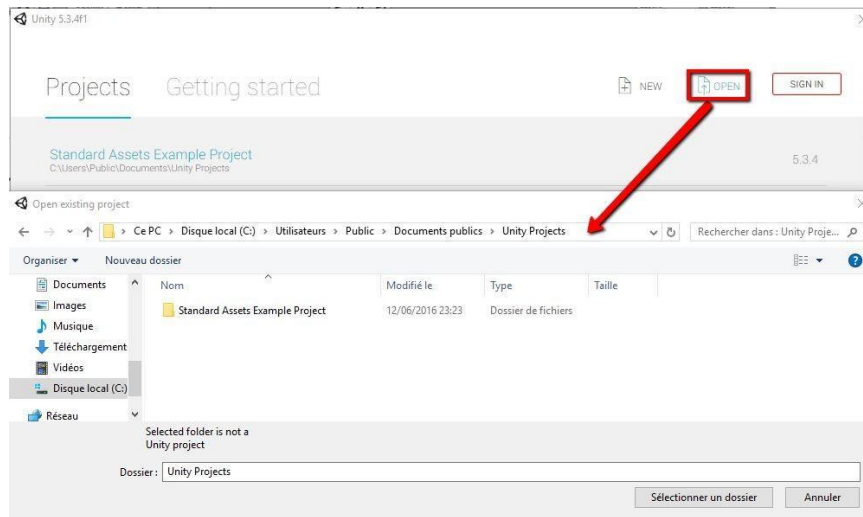 Unity 5.3.4f1
Projects Getting started NEW OPEN SIGN IN
Standard Assets Example Project 5.3.4
C:\Users\Public\Documents\Unity Projects
Open existing project
Ce PC > Disque local (C:) > Utilisateurs > Public > Documents publics > Unity Projects Rechercher dans : Unity Proje...
Organiser Nouveau dossier
Documents Nom Modifié le Type Taille
Images Standard Assets Example Project 12/06/2016 23:23 Dossier de fichiers
Musique
Téléchargement
Vidéos
Disque local (C:)
Réseau
Selected folder is not a
Unity project
Dossier : Unity Projects
Sélectionner un dossier Annuler